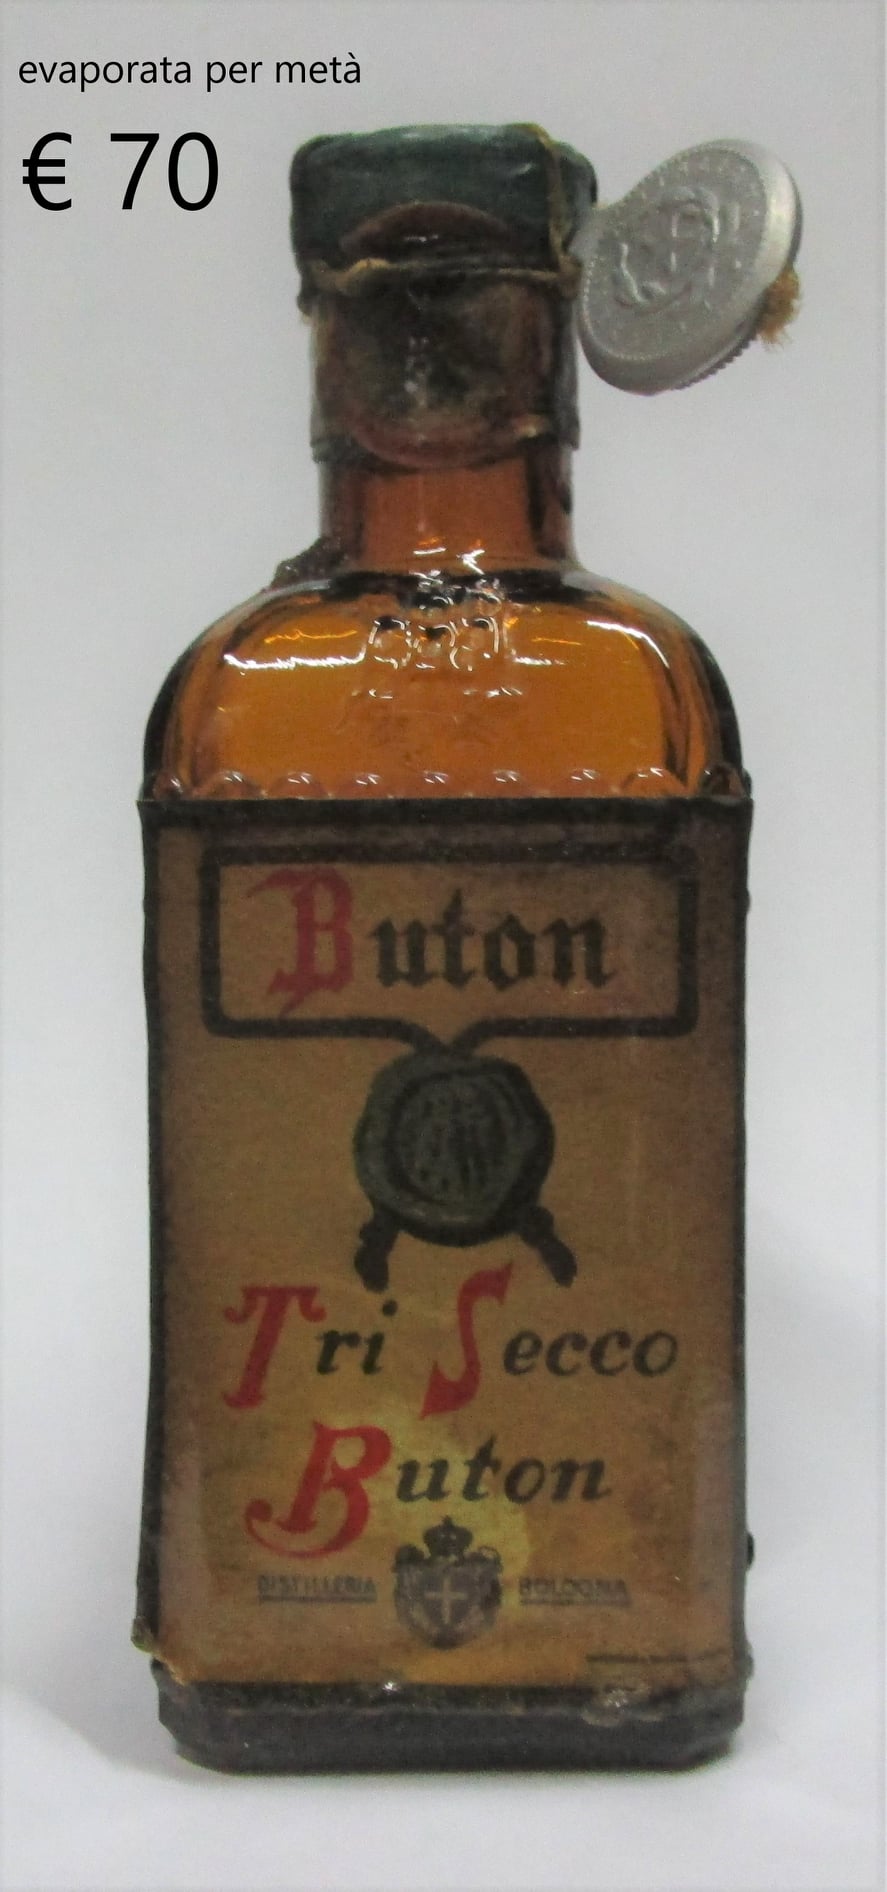 evaporata per metà
€ 70
Buton
Tri Secco
Buton
DISTILLERIA BOLOGNA